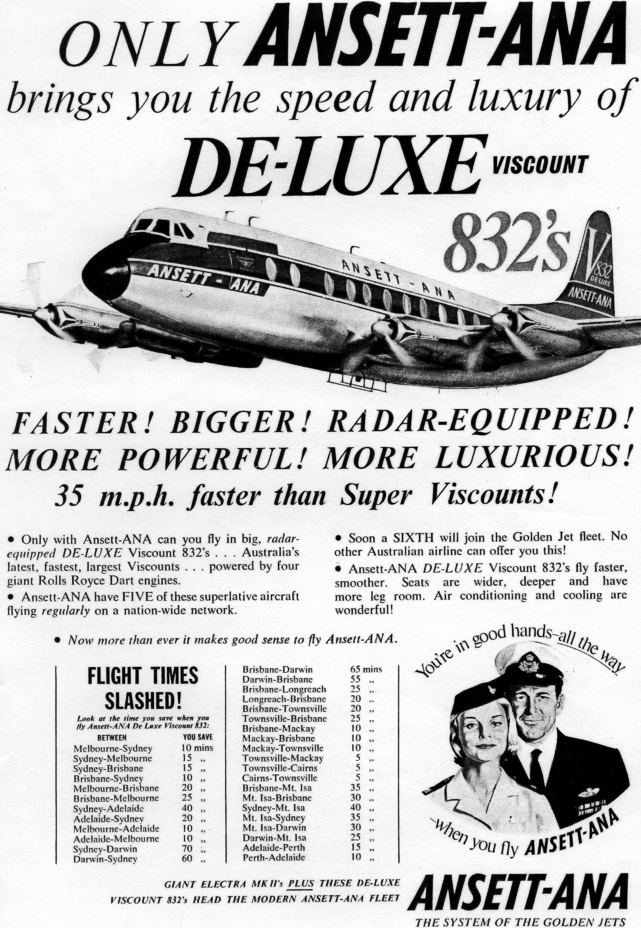 ONLY ANSETT-ANA
brings you the speed and luxury of
DE-LUXE VISCOUNT
832's
V
832
DE-LUXE
ANSETT-ANA
ANSETT - ANA
ANSETT - ANA
FASTER! BIGGER! RADAR-EQUIPPED!
MORE POWERFUL! MORE LUXURIOUS!
35 m.p.h. faster than Super Viscounts!
• Only with Ansett-ANA can you fly in big, radar-
equipped DE-LUXE Viscount 832's . . . Australia's
latest, fastest, largest Viscounts . . . powered by four
giant Rolls Royce Dart engines.
• Ansett-ANA have FIVE of these superlative aircraft
flying regularly on a nation-wide network.
• Soon a SIXTH will join the Golden Jet fleet. No
other Australian airline can offer you this!
• Ansett-ANA DE-LUXE Viscount 832's fly faster,
smoother. Seats are wider, deeper and have
more leg room. Air conditioning and cooling are
wonderful!
• Now more than ever it makes good sense to fly Ansett-ANA.
FLIGHT TIMES
SLASHED!
Look at the time you save when you
fly Ansett-ANA De Luxe Viscount 832:
BETWEEN YOU SAVE
Melbourne-Sydney 10 mins
Sydney-Melbourne 15 ,,
Sydney-Brisbane 15 ,,
Brisbane-Sydney 10 ,,
Melbourne-Brisbane 20 ,,
Brisbane-Melbourne 25 ,,
Sydney-Adelaide 40 ,,
Adelaide-Sydney 20 ,,
Melbourne-Adelaide 10 ,,
Adelaide-Melbourne 10 ,,
Sydney-Darwin 70 ,,
Darwin-Sydney 60 ,,
Brisbane-Darwin 65 mins
Darwin-Brisbane 55 ,,
Brisbane-Longreach 25 ,,
Longreach-Brisbane 20 ,,
Brisbane-Townsville 20 ,,
Townsville-Brisbane 25 ,,
Brisbane-Mackay 10 ,,
Mackay-Brisbane 10 ,,
Mackay-Townsville 10 ,,
Townsville-Mackay 5 ,,
Townsville-Cairns 5 ,,
Cairns-Townsville 5 ,,
Brisbane-Mt. Isa 35 ,,
Mt. Isa-Brisbane 30 ,,
Sydney-Mt. Isa 40 ,,
Mt. Isa-Sydney 35 ,,
Mt. Isa-Darwin 30 ,,
Darwin-Mt. Isa 25 ,,
Adelaide-Perth 15 ,,
Perth-Adelaide 10 ,,
You're in good hands—all the way
—when you fly ANSETT-ANA
GIANT ELECTRA MK II's PLUS THESE DE-LUXE
VISCOUNT 832's HEAD THE MODERN ANSETT-ANA FLEET
ANSETT-ANA
THE SYSTEM OF THE GOLDEN JETS